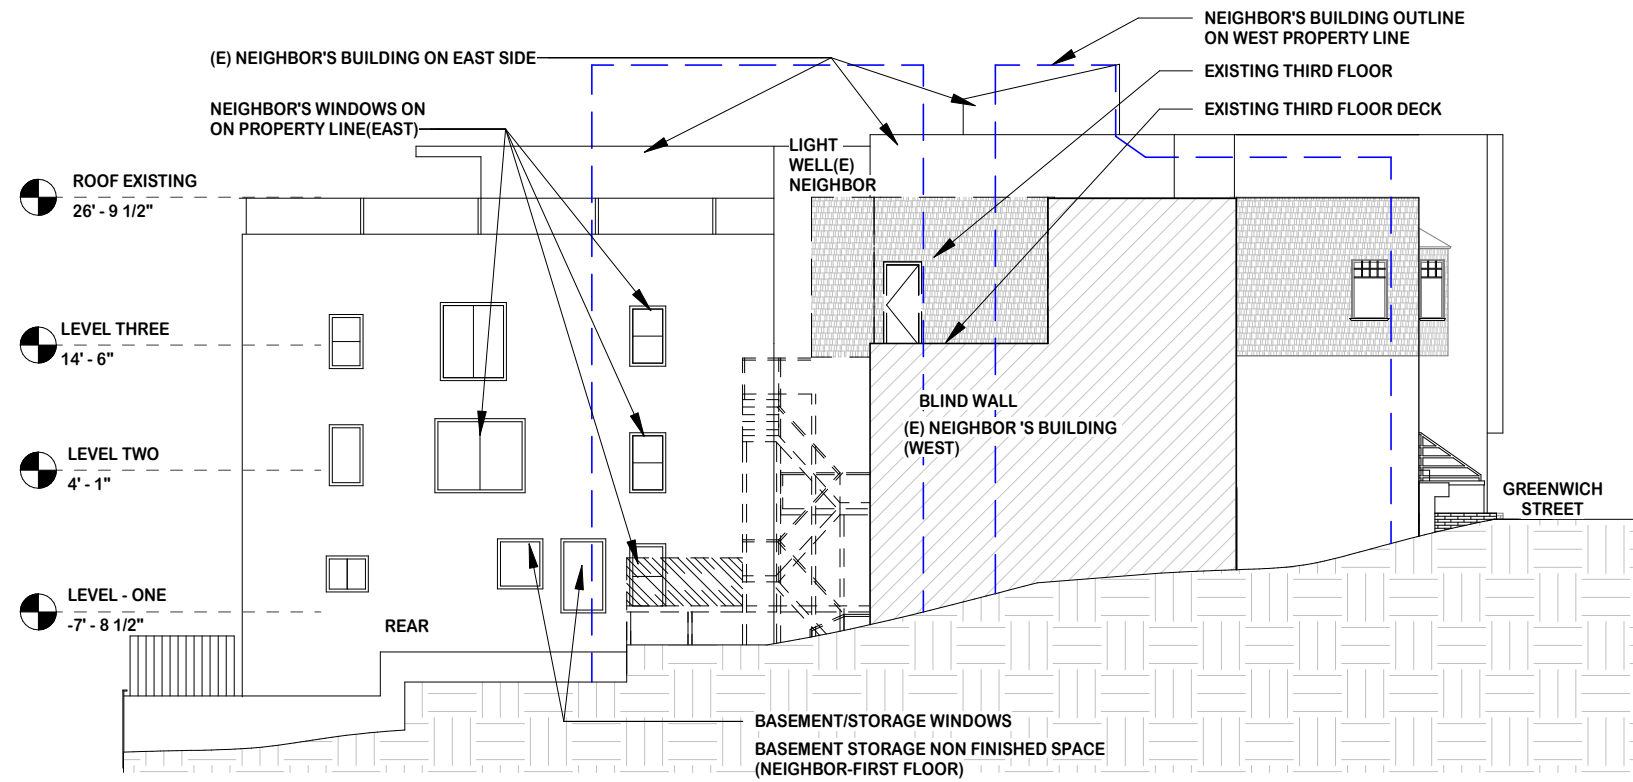 NEIGHBOR'S BUILDING OUTLINE
ON WEST PROPERTY LINE
(E) NEIGHBOR'S BUILDING ON EAST SIDE
EXISTING THIRD FLOOR
NEIGHBOR'S WINDOWS ON
ON PROPERTY LINE(EAST)
EXISTING THIRD FLOOR DECK
LIGHT
WELL(E)
NEIGHBOR
ROOF EXISTING
26' - 9 1/2"
LEVEL THREE
14' - 6"
BLIND WALL
(E) NEIGHBOR 'S BUILDING
(WEST)
LEVEL TWO
4' - 1"
GREENWICH
STREET
LEVEL - ONE
-7' - 8 1/2"
REAR
BASEMENT/STORAGE WINDOWS
BASEMENT STORAGE NON FINISHED SPACE
(NEIGHBOR-FIRST FLOOR)